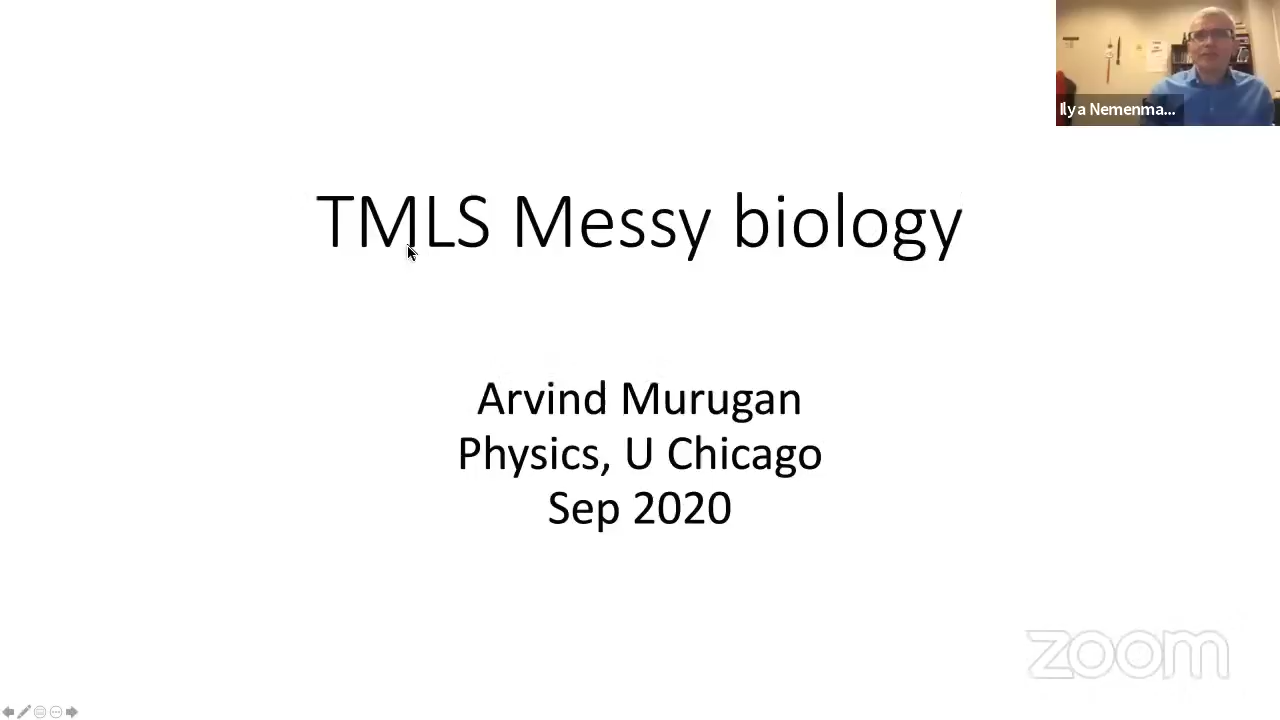 Ilya Nemenma...
TMLS Messy biology
Arvind Murugan
Physics, U Chicago
Sep 2020
zoom